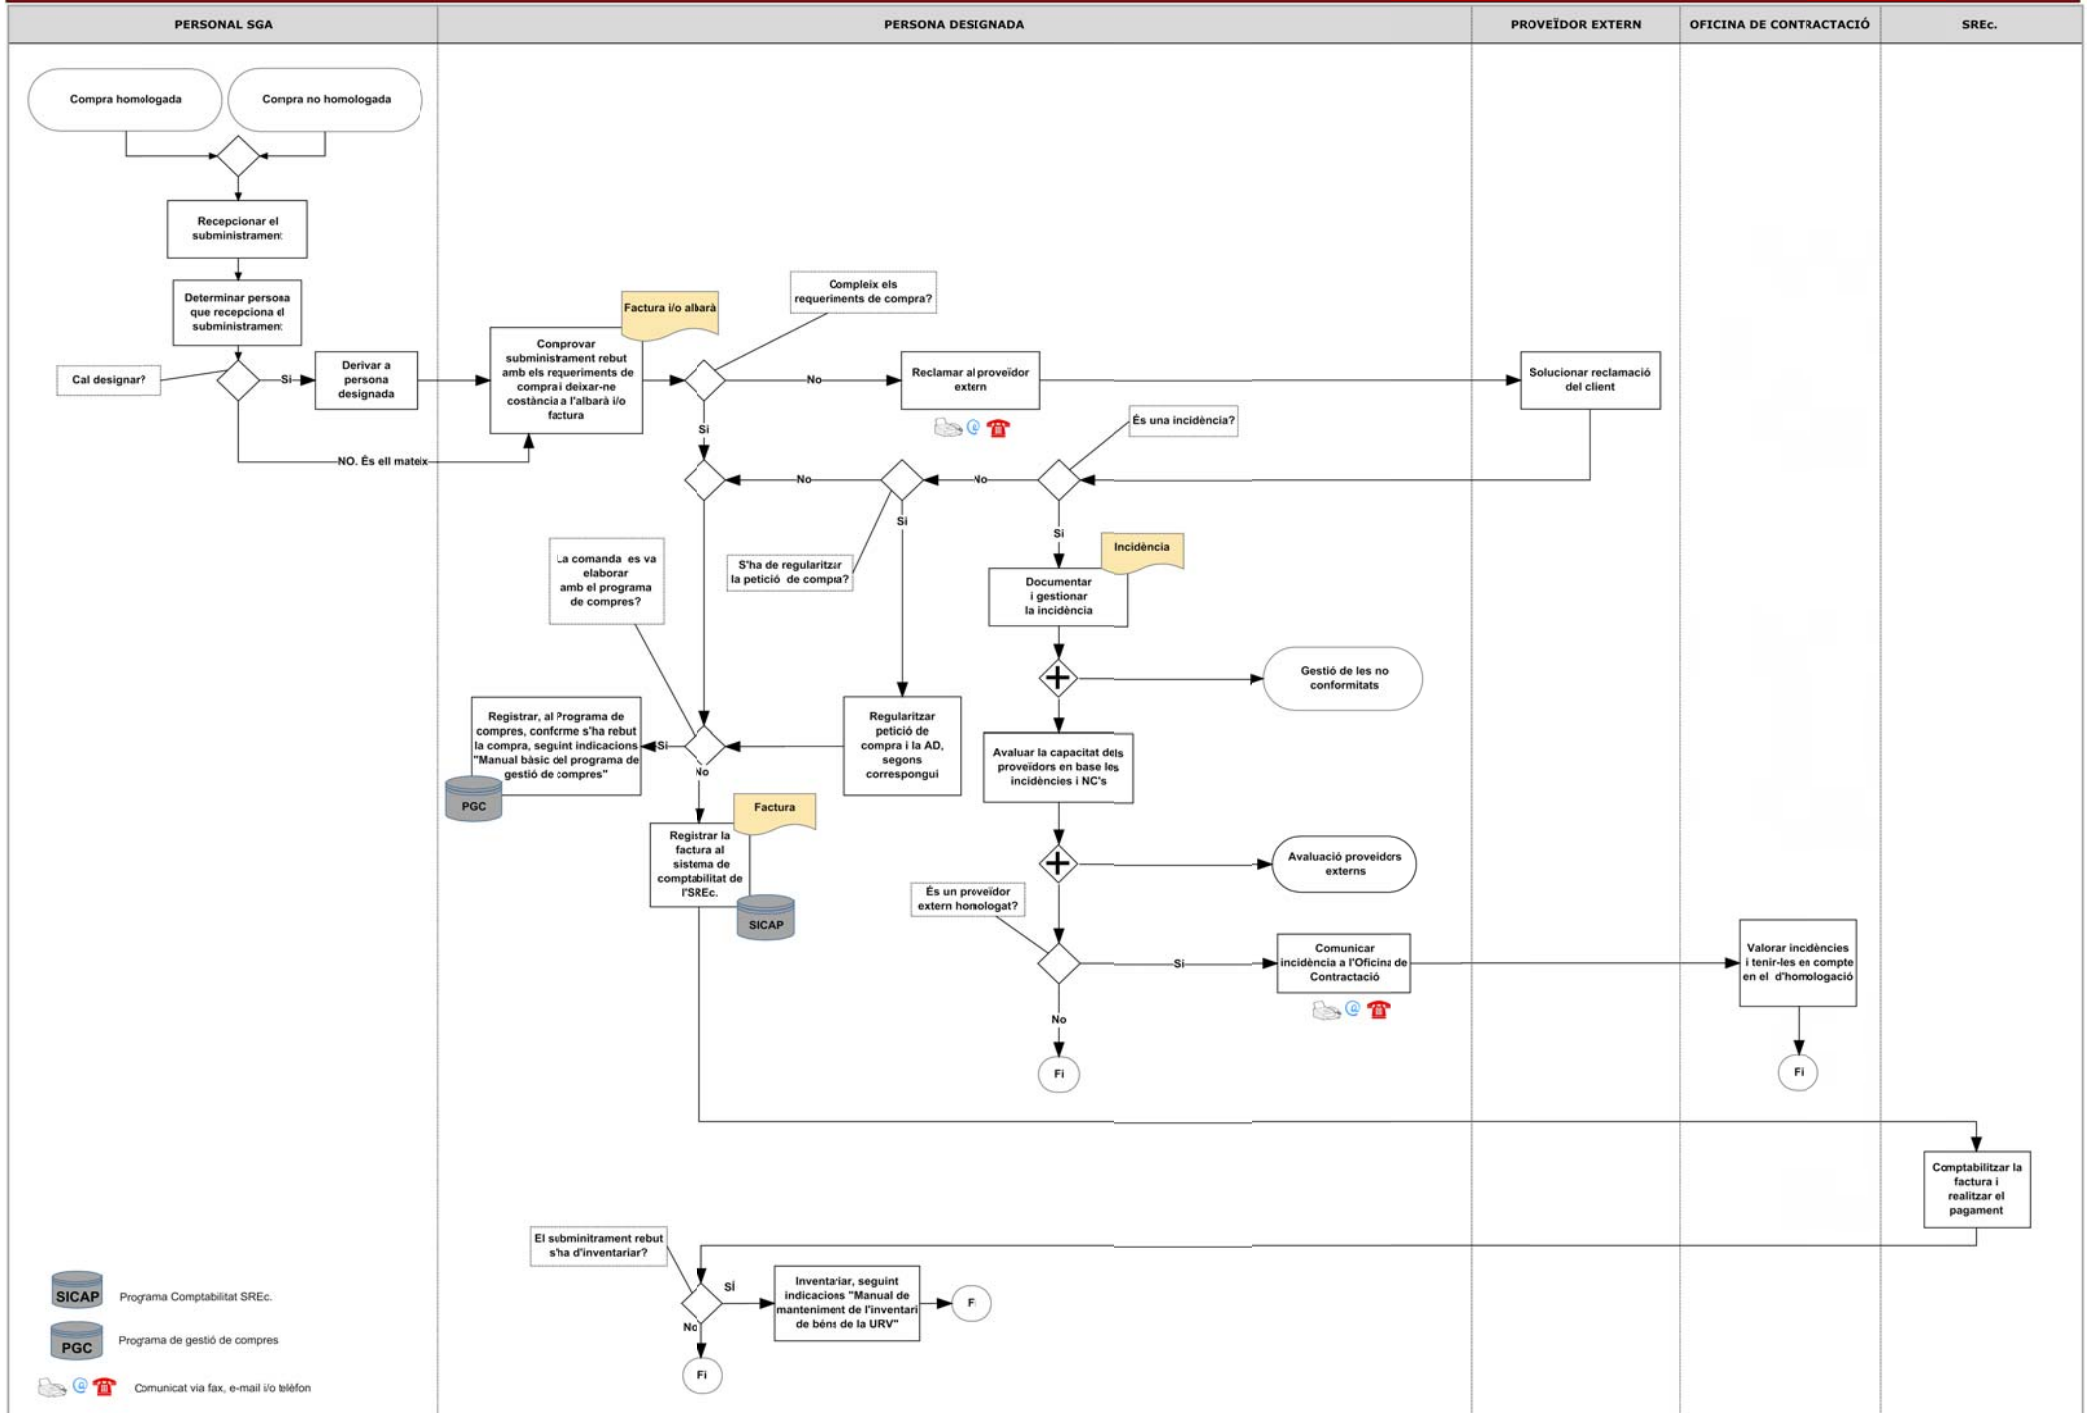 PERSONAL SGA
PERSONA DESIGNADA
PROVEÏDOR EXTERN
OFICINA DE CONTRACTACIÓ
SREc.
Compra homologada
Compra no homologada
Recepcionar el
subministrament
Determinar persona
que recepciona el
subministrament
Cal designar?
Si
Derivar a
persona
designada
NO. És ell mateix
Factura i/o albarà
Comprovar
subministrament rebut
amb els requeriments de
compra i deixar-ne
costància a l'albarà i/o
factura
Compleix els
requeriments de compra?
No
Si
Reclamar al proveïdor
extern
Solucionar reclamació
del client
És una incidència?
No
No
Si
Si
S'ha de regularitzar
la petició de compra?
La comanda es va
elaborar
amb el programa
de compres?
Incidència
Documentar
i gestionar
la incidència
Gestió de les no
conformitats
Registrar, al Programa de
compres, conforme s'ha rebut
la compra, seguint indicacions
"Manual bàsic del programa de
gestió de compres"
PGC
Si
No
Regularitzar
petició de
compra i la AD,
segons
correspongui
Avaluar la capacitat dels
proveïdors en base les
incidències i NC's
Factura
Registrar la
factura al
sistema de
comptabilitat de
l'SREc.
SICAP
Avaluació proveidors
externs
És un proveïdor
extern homologat?
Si
Comunicar
incidència a l'Oficina de
Contractació
Valorar incidències
i tenir-les en compte
en el d'homologació
No
Fi
Fi
Comptabilitzar la
factura i
realitzar el
pagament
El subminitrament rebut
s'ha d'inventariar?
SÍ
Inventariar, seguint
indicacions "Manual de
manteniment de l'inventari
de béns de la URV"
Fi
No
Fi
SICAP
Programa Comptabilitat SREc.
PGC
Programa de gestió de compres
Comunicat via fax, e-mail i/o telèfon